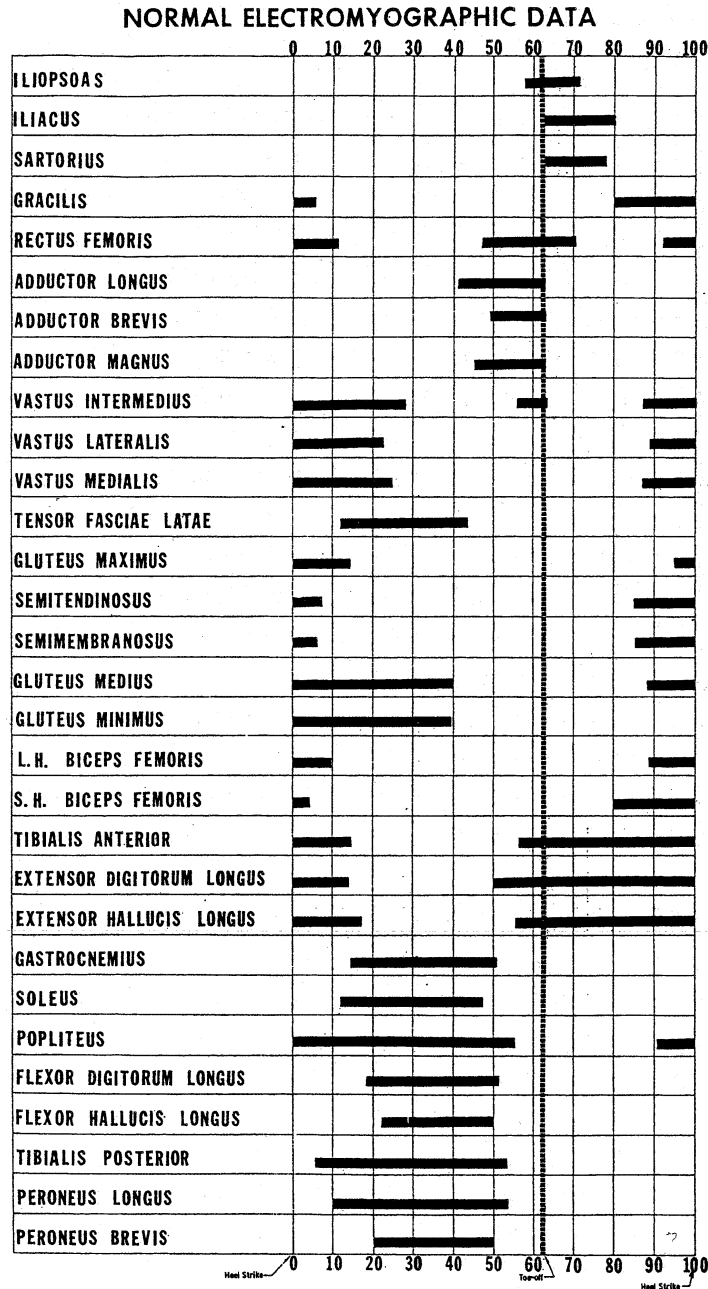 NORMAL ELECTROMYOGRAPHIC DATA
0 10 20 30 40 50 60 70 80 90 100
ILIOPSOAS
ILIACUS
SARTORIUS
GRACILIS
RECTUS FEMORIS
ADDUCTOR LONGUS
ADDUCTOR BREVIS
ADDUCTOR MAGNUS
VASTUS INTERMEDIUS
VASTUS LATERALIS
VASTUS MEDIALIS
TENSOR FASCIAE LATAE
GLUTEUS MAXIMUS
SEMITENDINOSUS
SEMIMEMBRANOSUS
GLUTEUS MEDIUS
GLUTEUS MINIMUS
L.H. BICEPS FEMORIS
S.H. BICEPS FEMORIS
TIBIALIS ANTERIOR
EXTENSOR DIGITORUM LONGUS
EXTENSOR HALLUCIS LONGUS
GASTROCNEMIUS
SOLEUS
POPLITEUS
FLEXOR DIGITORUM LONGUS
FLEXOR HALLUCIS LONGUS
TIBIALIS POSTERIOR
PERONEUS LONGUS
PERONEUS BREVIS
0 10 20 30 40 50 60 70 80 90 100
Heel Strike Toe-off Heel Strike